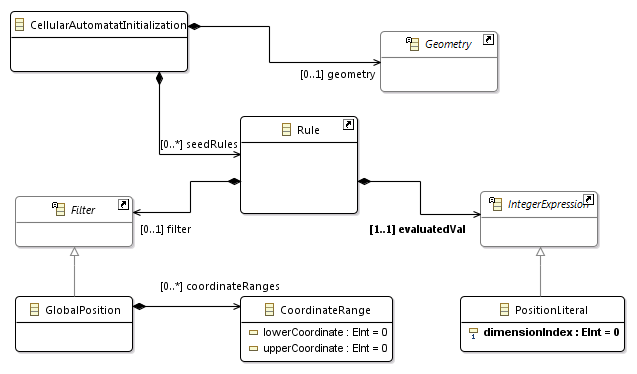 CellularAutomatatInitialization
Geometry
[0..1] geometry
[0..*] seedRules
Rule
Filter
[0..1] filter
IntegerExpression
[1..1] evaluatedVal
[0..*] coordinateRanges
GlobalPosition
CoordinateRange
lowerCoordinate : EInt = 0
upperCoordinate : EInt = 0
PositionLiteral
dimensionIndex : EInt = 0